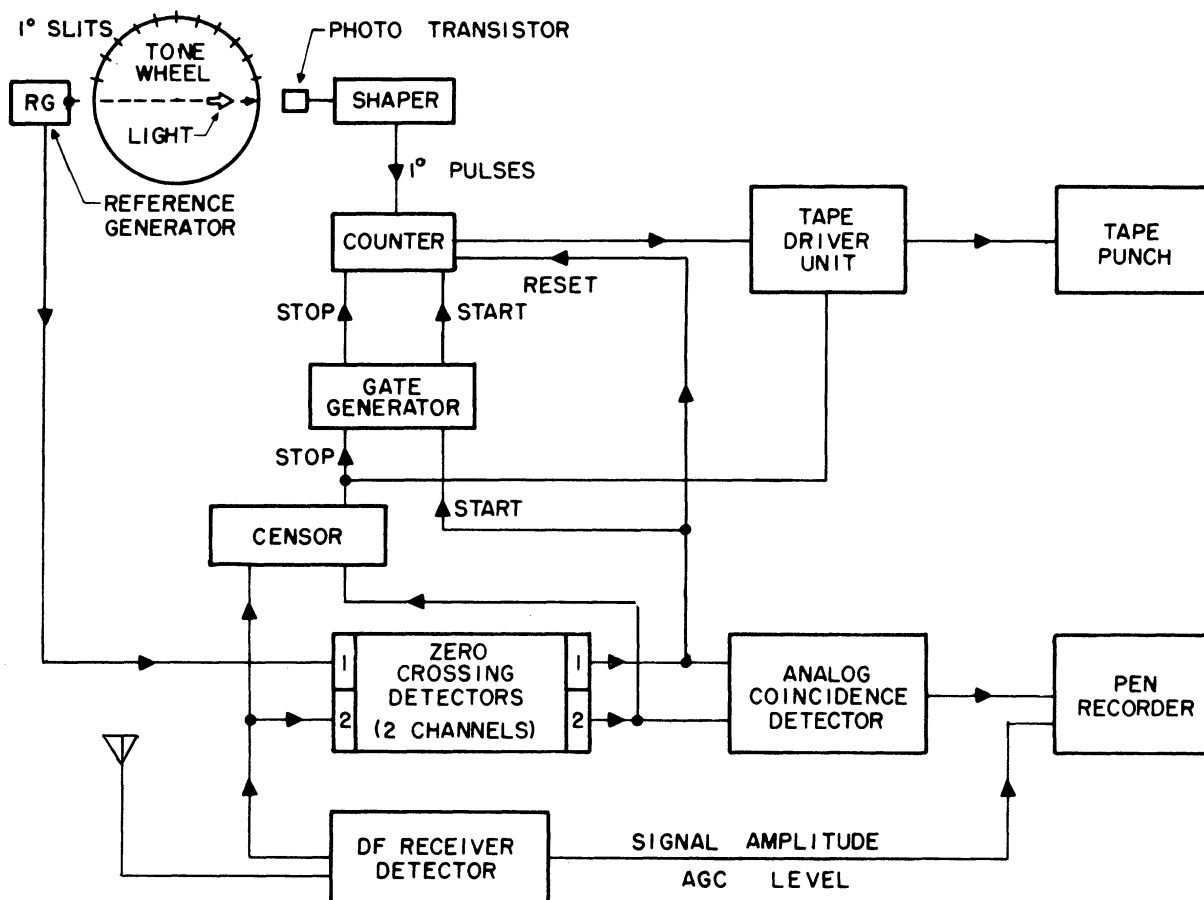 1° SLITS
TONE
WHEEL
LIGHT
PHOTO TRANSISTOR
RG
SHAPER
REFERENCE
GENERATOR
1° PULSES
COUNTER
TAPE
DRIVER
UNIT
TAPE
PUNCH
RESET
STOP
START
GATE
GENERATOR
STOP
START
CENSOR
1
2
ZERO
CROSSING
DETECTORS
(2 CHANNELS)
1
2
ANALOG
COINCIDENCE
DETECTOR
PEN
RECORDER
DF RECEIVER
DETECTOR
SIGNAL AMPLITUDE
AGC LEVEL